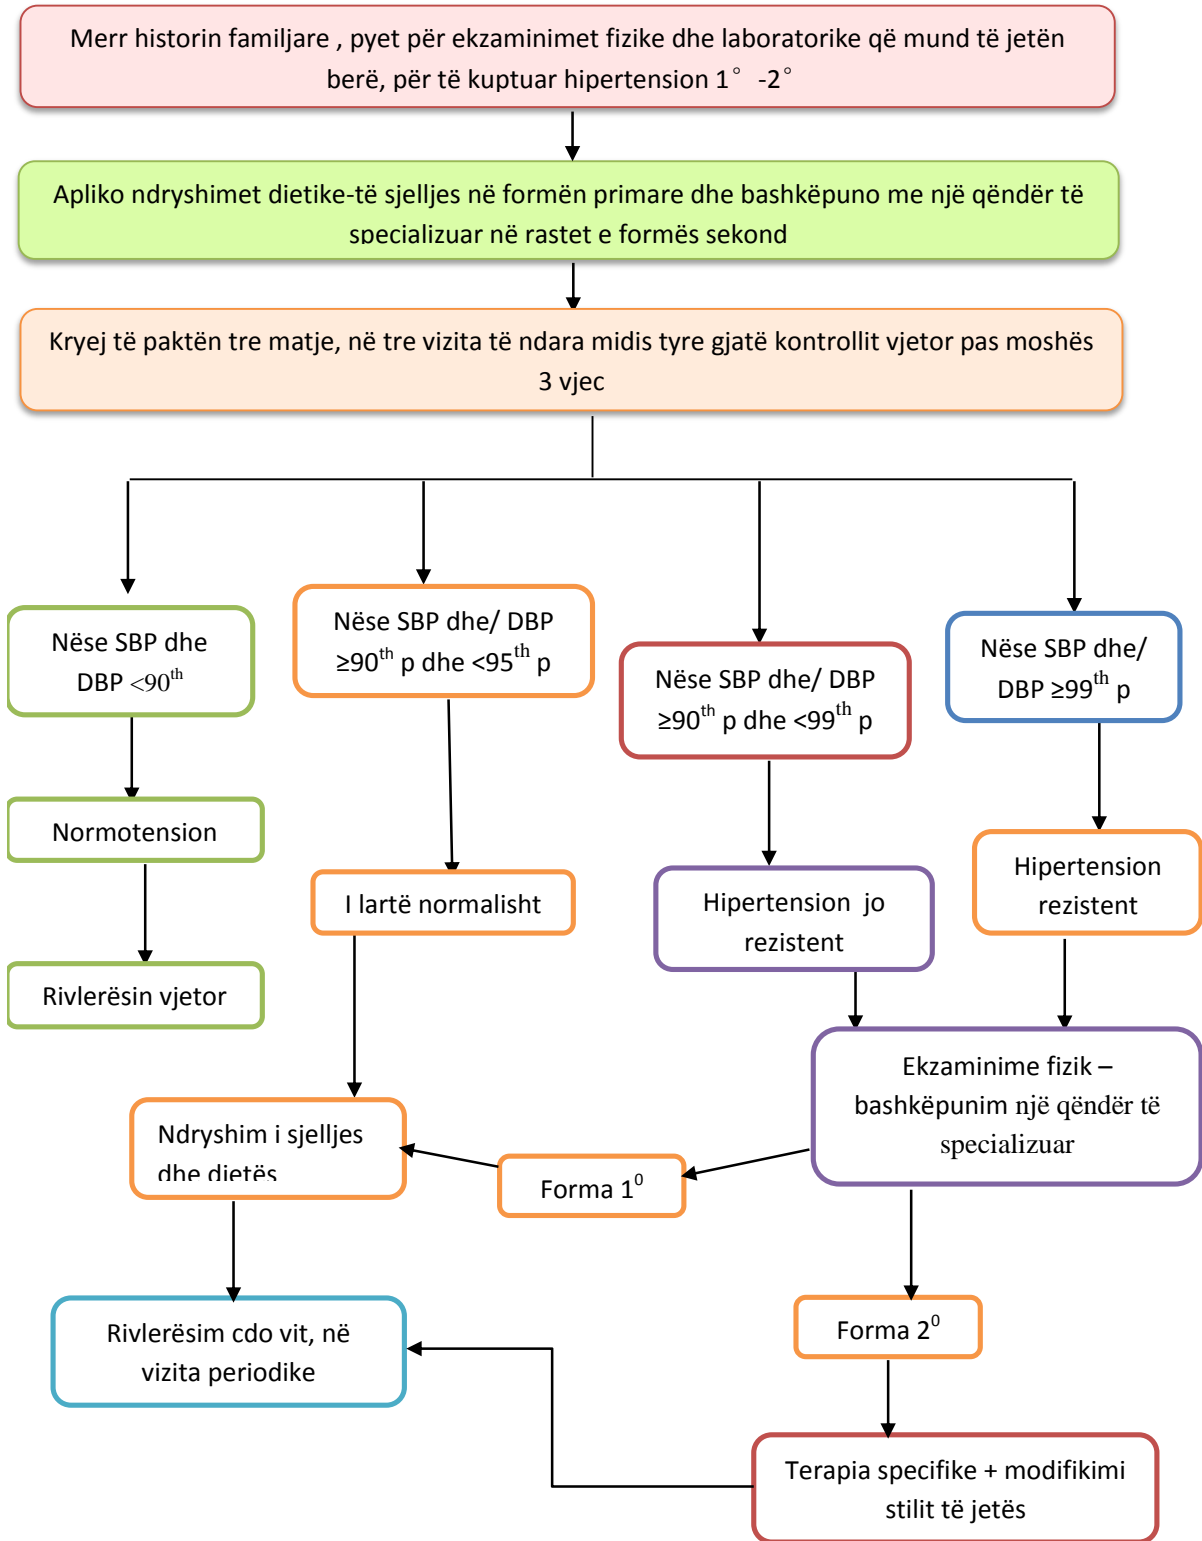 Merr historin familjare , pyet për ekzaminimet fizike dhe laboratorike që mund të jetën
berë, për të kuptuar hipertension 1° -2°
Apliko ndryshimet dietike-të sjelljes në formën primare dhe bashkëpuno me një qëndër të
specializuar në rastet e formës sekond
Kryej të paktën tre matje, në tre vizita të ndara midis tyre gjatë kontrollit vjetor pas moshës
3 vjec
Nëse SBP dhe
DBP <90th
Nëse SBP dhe/ DBP
≥90th p dhe <95th p
Nëse SBP dhe/ DBP
≥90th p dhe <99th p
Nëse SBP dhe/
DBP ≥99th p
Normotension
I lartë normalisht
Hipertension jo
rezistent
Hipertension
rezistent
Rivlerësin vjetor
Ekzaminime fizik –
bashkëpunim një qëndër të
specializuar
Ndryshim i sjelljes
dhe dietës
Forma 1⁰
Forma 2⁰
Rivlerësim cdo vit, në
vizita periodike
Terapia specifike + modifikimi
stilit të jetës